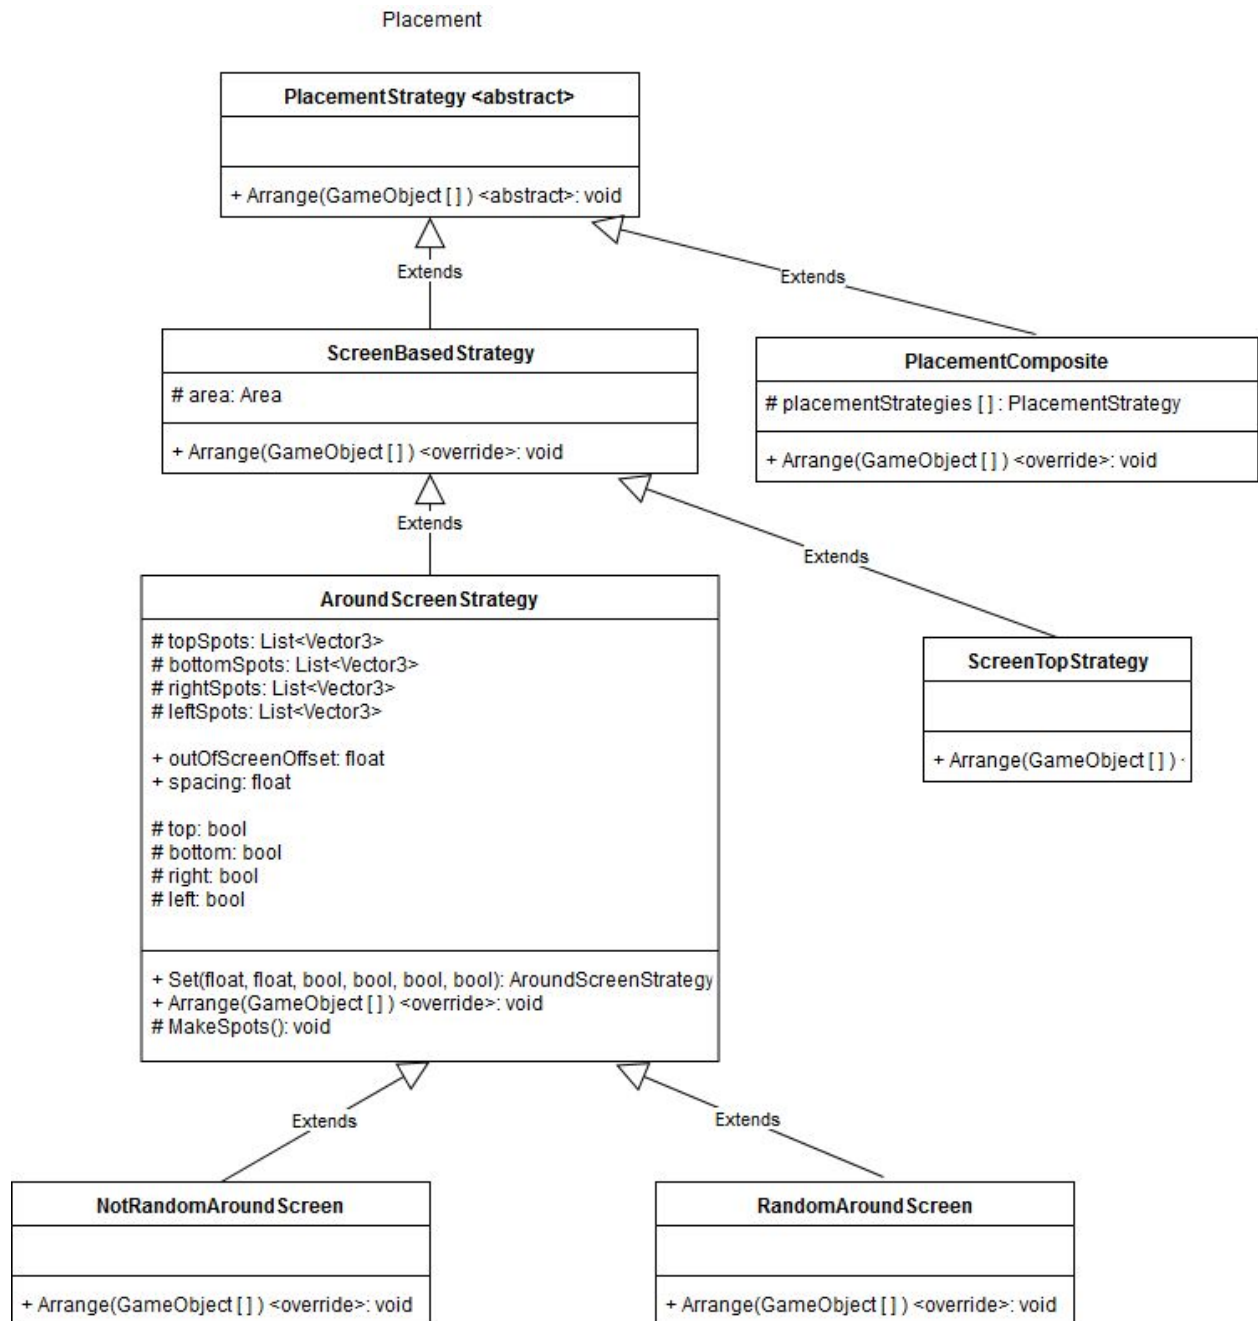 Placement
PlacementStrategy <abstract>
+ Arrange(GameObject [ ] ) <abstract>: void
Extends
Extends
ScreenBasedStrategy
# area: Area
+ Arrange(GameObject [ ] ) <override>: void
PlacementComposite
# placementStrategies [ ] : PlacementStrategy
+ Arrange(GameObject [ ] ) <override>: void
Extends
Extends
AroundScreenStrategy
# topSpots: List<Vector3>
# bottomSpots: List<Vector3>
# rightSpots: List<Vector3>
# leftSpots: List<Vector3>
+ outOfScreenOffset: float
+ spacing: float
# top: bool
# bottom: bool
# right: bool
# left: bool
+ Set(float, float, bool, bool, bool, bool): AroundScreenStrategy
+ Arrange(GameObject [ ] ) <override>: void
# MakeSpots(): void
ScreenTopStrategy
+ Arrange(GameObject [ ] )
Extends
Extends
NotRandomAroundScreen
+ Arrange(GameObject [ ] ) <override>: void
RandomAroundScreen
+ Arrange(GameObject [ ] ) <override>: void